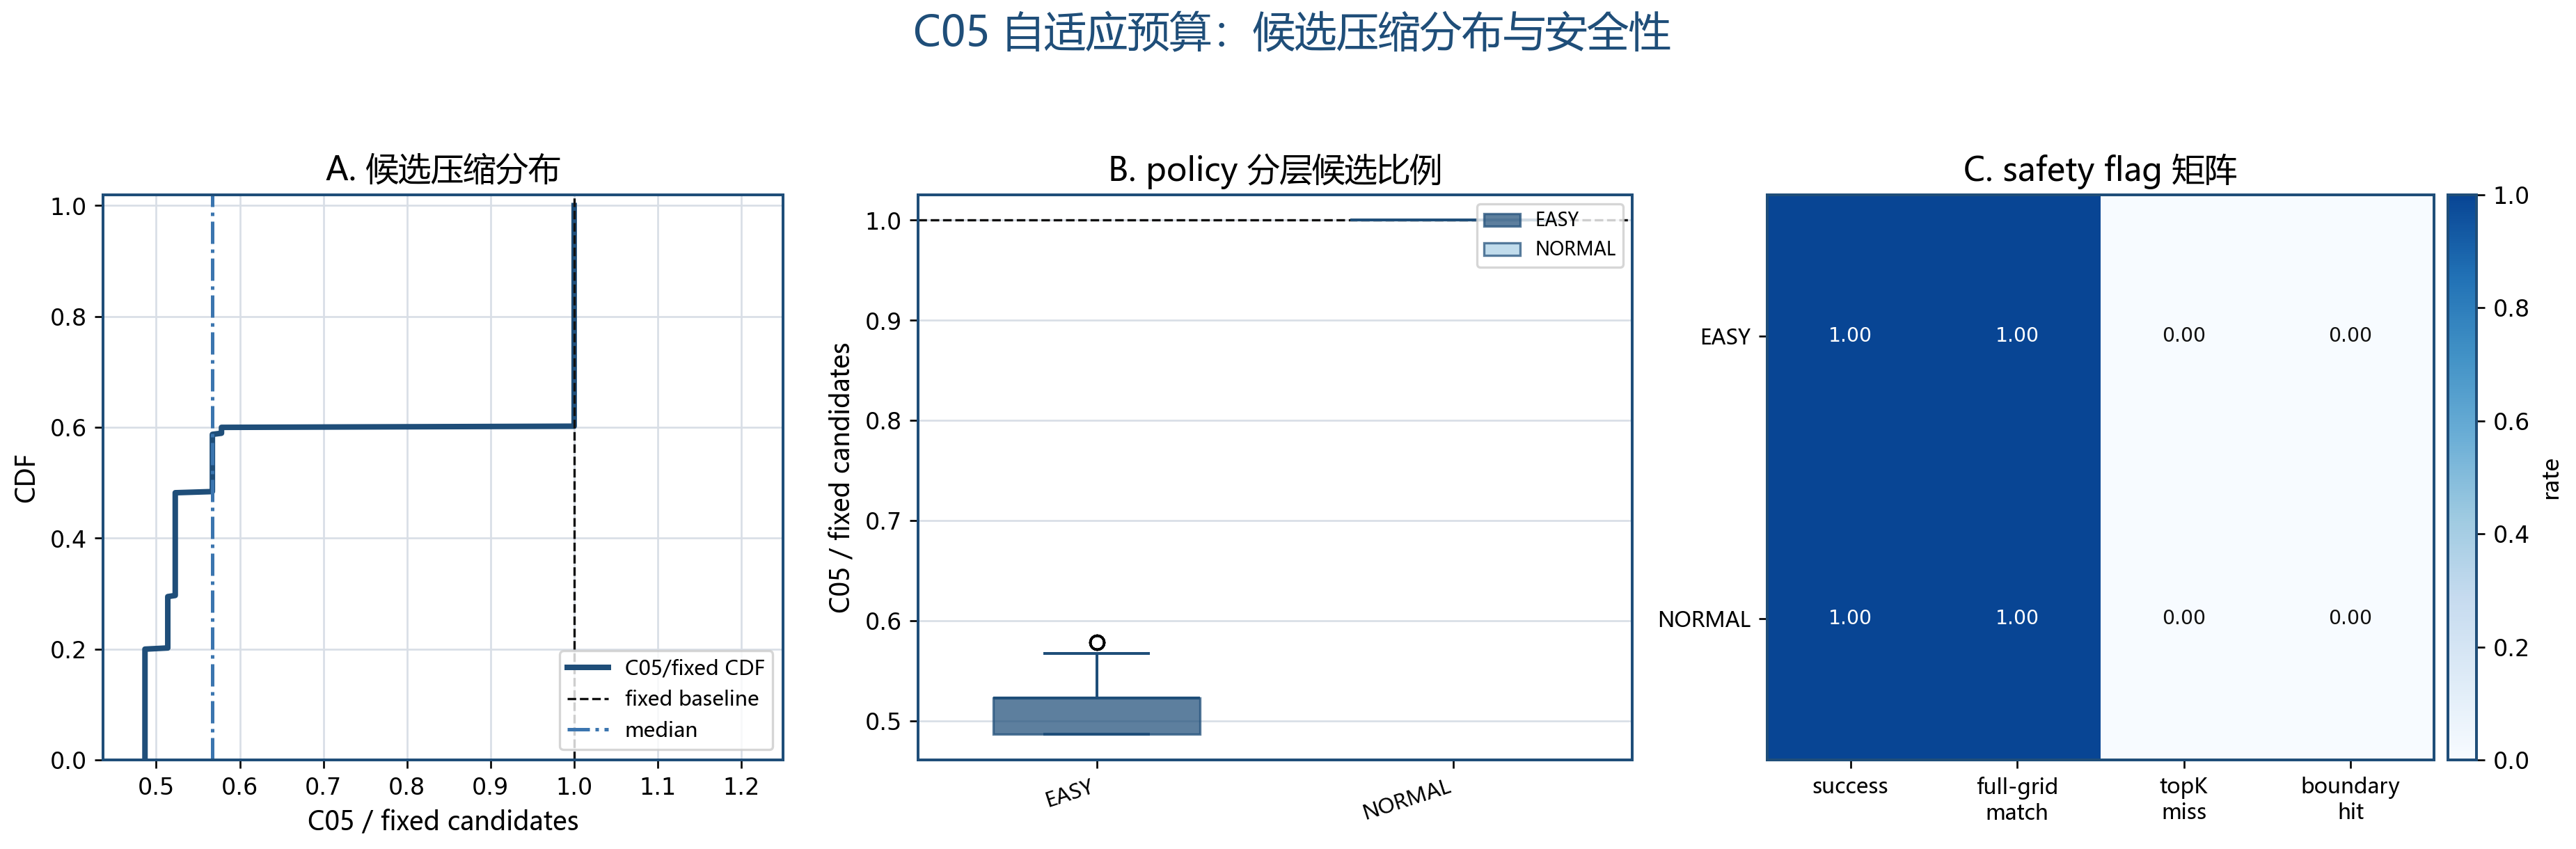 C05 自适应预算：候选压缩分布与安全性
A. 候选压缩分布
1.0
0.8
0.6
0.4
0.2
0.0
CDF
0.5 0.6 0.7 0.8 0.9 1.0 1.1 1.2
C05 / fixed candidates
C05/fixed CDF
fixed baseline
median
B. policy 分层候选比例
1.0
0.9
0.8
0.7
0.6
0.5
C05 / fixed candidates
EASY
NORMAL
EASY
NORMAL
C. safety flag 矩阵
EASY
1.00 1.00 0.00 0.00
NORMAL
1.00 1.00 0.00 0.00
success
full-grid
match
topK
miss
boundary
hit
1.0
0.8
0.6
0.4
0.2
0.0
rate